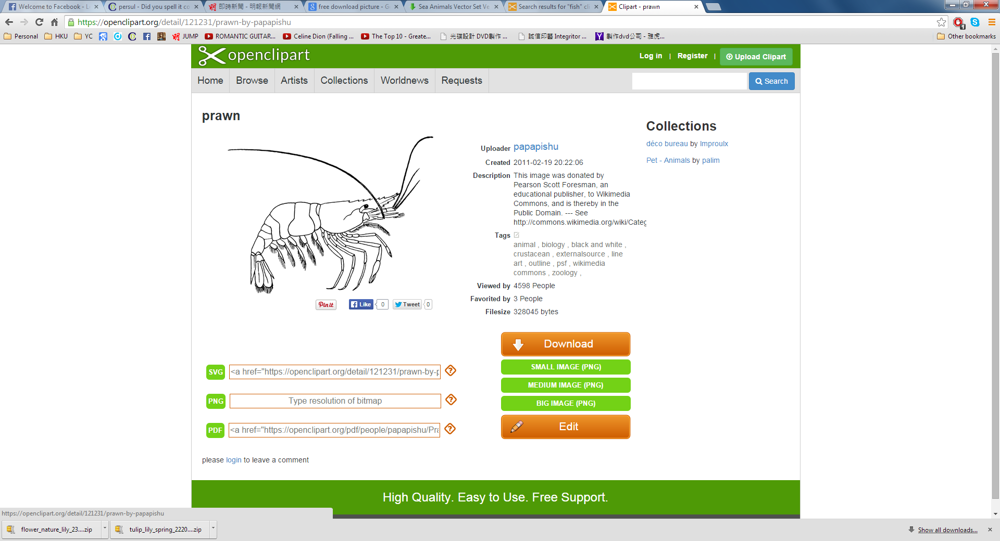 Welcome to Facebook - L
persul - Did you spell it co
即時新聞 - 明報新聞網
free download picture - G
Sea Animals Vector Set Ve
Search results for "fish" cli
Clipart - prawn
https://openclipart.org/detail/121231/prawn-by-papapishu
1
Personal
HKU
YC
JUMP
ROMANTIC GUITAR...
Celine Dion (Falling ...
The Top 10 - Greate...
光碟設計 DVD製作 ...
誠信印藝 Integritor ...
製作dvd公司 - 雅虎...
Other bookmarks
openclipart
Log in | Register |
Upload Clipart
Home
Browse
Artists
Collections
Worldnews
Requests
Search
prawn
Uploader papapishu
Created 2011-02-19 20:22:06
Description This image was donated by
Pearson Scott Foresman, an
educational publisher, to Wikimedia
Commons, and is thereby in the
Public Domain. --- See
http://commons.wikimedia.org/wiki/Categ
Tags
animal , biology , black and white ,
crustacean , externalsource , line
art , outline , psf , wikimedia
commons , zoology ,
Viewed by 4598 People
Favorited by 3 People
Filesize 328045 bytes
Collections
déco bureau by Improulx
Pet - Animals by palim
Pin it
Like
0
Tweet
0
Download
SMALL IMAGE (PNG)
MEDIUM IMAGE (PNG)
BIG IMAGE (PNG)
Edit
SVG <a href="https://openclipart.org/detail/121231/prawn-by-p ?
PNG Type resolution of bitmap ?
PDF <a href="https://openclipart.org/pdf/people/papapishu/Pra ?
please login to leave a comment
High Quality. Easy to Use. Free Support.
https://openclipart.org/detail/121231/prawn-by-papapishu
flower_nature_lily_23....zip
tulip_lily_spring_2220....zip
Show all downloads...